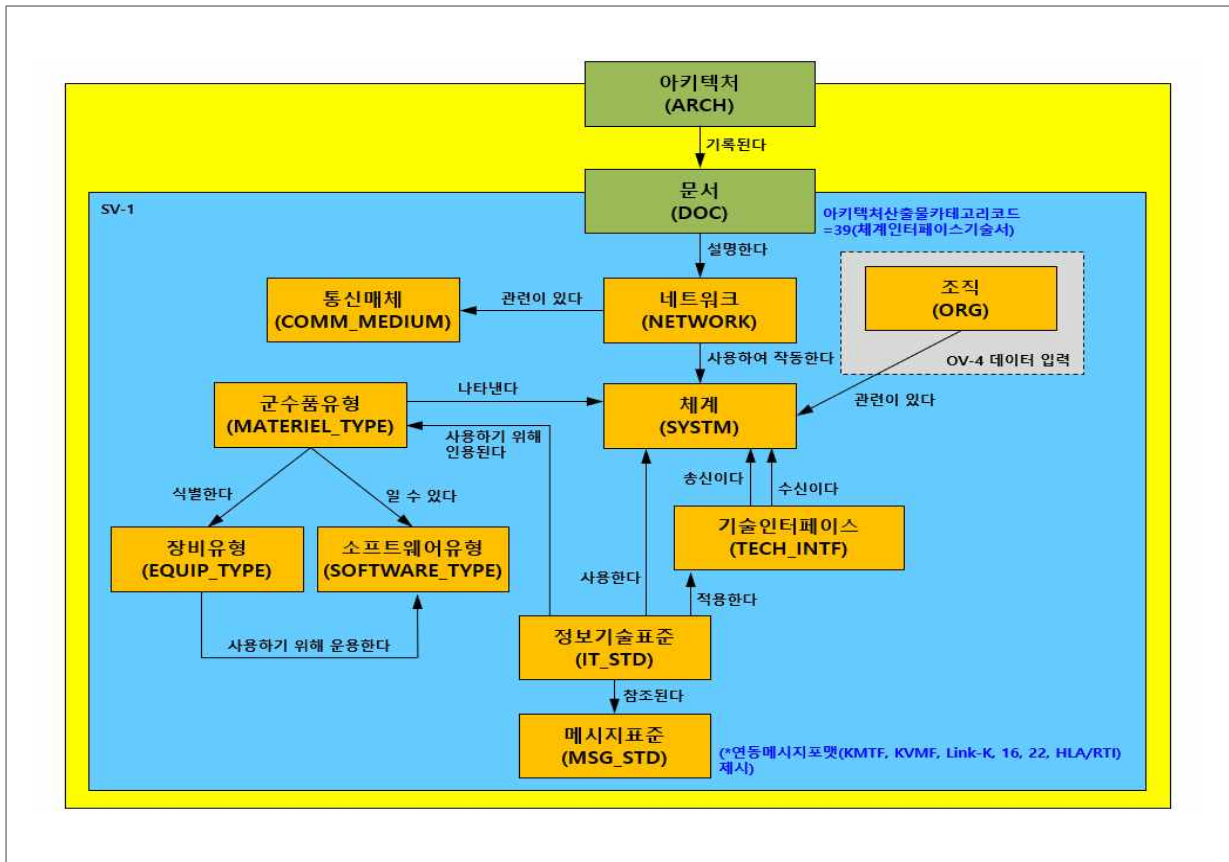 아키텍처
(ARCH)
기록된다
문서
(DOC)
SV-1
아키텍처산출물카테고리코드
=39(체계인터페이스기술서)
설명한다
통신매체
(COMM_MEDIUM)
관련이 있다
네트워크
(NETWORK)
조직
(ORG)
OV-4 데이터 입력
사용하여 작동한다
관련이 있다
군수품유형
(MATERIEL_TYPE)
나타낸다
체계
(SYSTM)
사용하기 위해
인용된다
송신이다
수신이다
식별한다
일 수 있다
장비유형
(EQUIP_TYPE)
소프트웨어유형
(SOFTWARE_TYPE)
기술인터페이스
(TECH_INTF)
사용한다
적용한다
사용하기 위해 운용한다
정보기술표준
(IT_STD)
참조된다
메시지표준
(MSG_STD)
(*연동메시지포맷(KMTF, KVMF, Link-K, 16, 22, HLA/RTI)
제시)